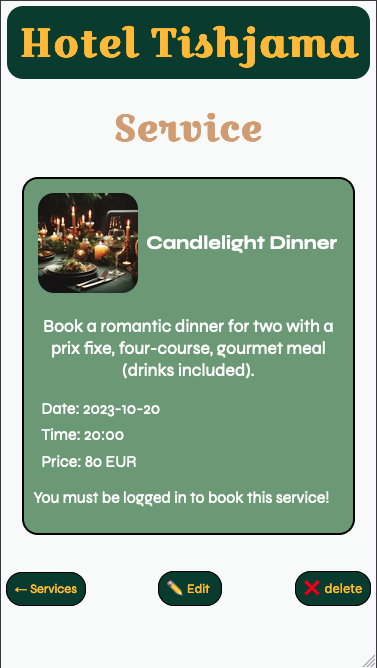 Hotel Tishjama
Service
Candlelight Dinner
Book a romantic dinner for two with a
prix fixe, four-course, gourmet meal
(drinks included).
Date: 2023-10-20
Time: 20:00
Price: 80 EUR
You must be logged in to book this service!
← Services
✏️ Edit
❌ delete